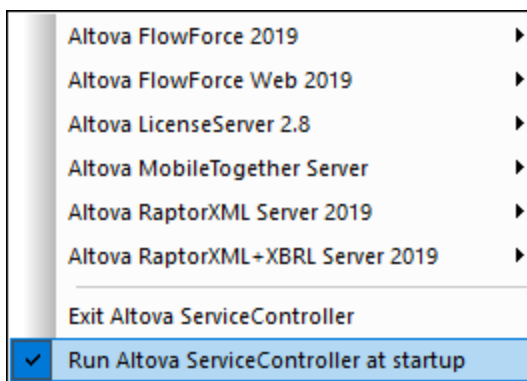 Altova FlowForce 2019
Altova FlowForce Web 2019
Altova LicenseServer 2.8
Altova MobileTogether Server
Altova RaptorXML Server 2019
Altova RaptorXML+XBRL Server 2019
Exit Altova ServiceController
Run Altova ServiceController at startup